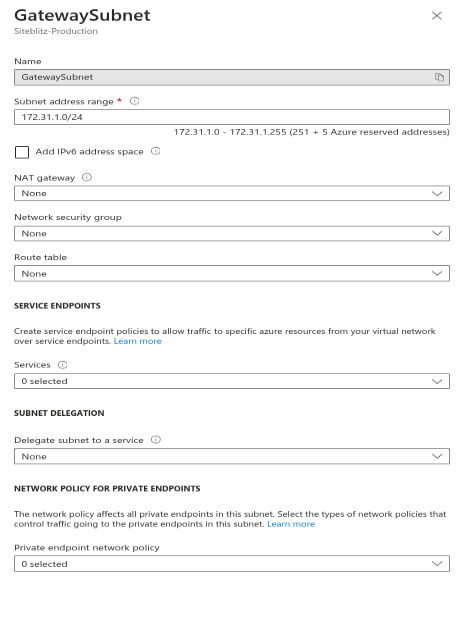 GatewaySubnet
Siteblitz-Production
Name
GatewaySubnet
Subnet address range *
172.31.1.0/24
172.31.1.0 - 172.31.1.255 (251 + 5 Azure reserved addresses)
Add IPv6 address space
NAT gateway
None
Network security group
None
Route table
None
SERVICE ENDPOINTS
Create service endpoint policies to allow traffic to specific azure resources from your virtual network
over service endpoints. Learn more
Services
0 selected
SUBNET DELEGATION
Delegate subnet to a service
None
NETWORK POLICY FOR PRIVATE ENDPOINTS
The network policy affects all private endpoints in this subnet. Select the types of network policies that
control traffic going to the private endpoints in this subnet. Learn more
Private endpoint network policy
0 selected